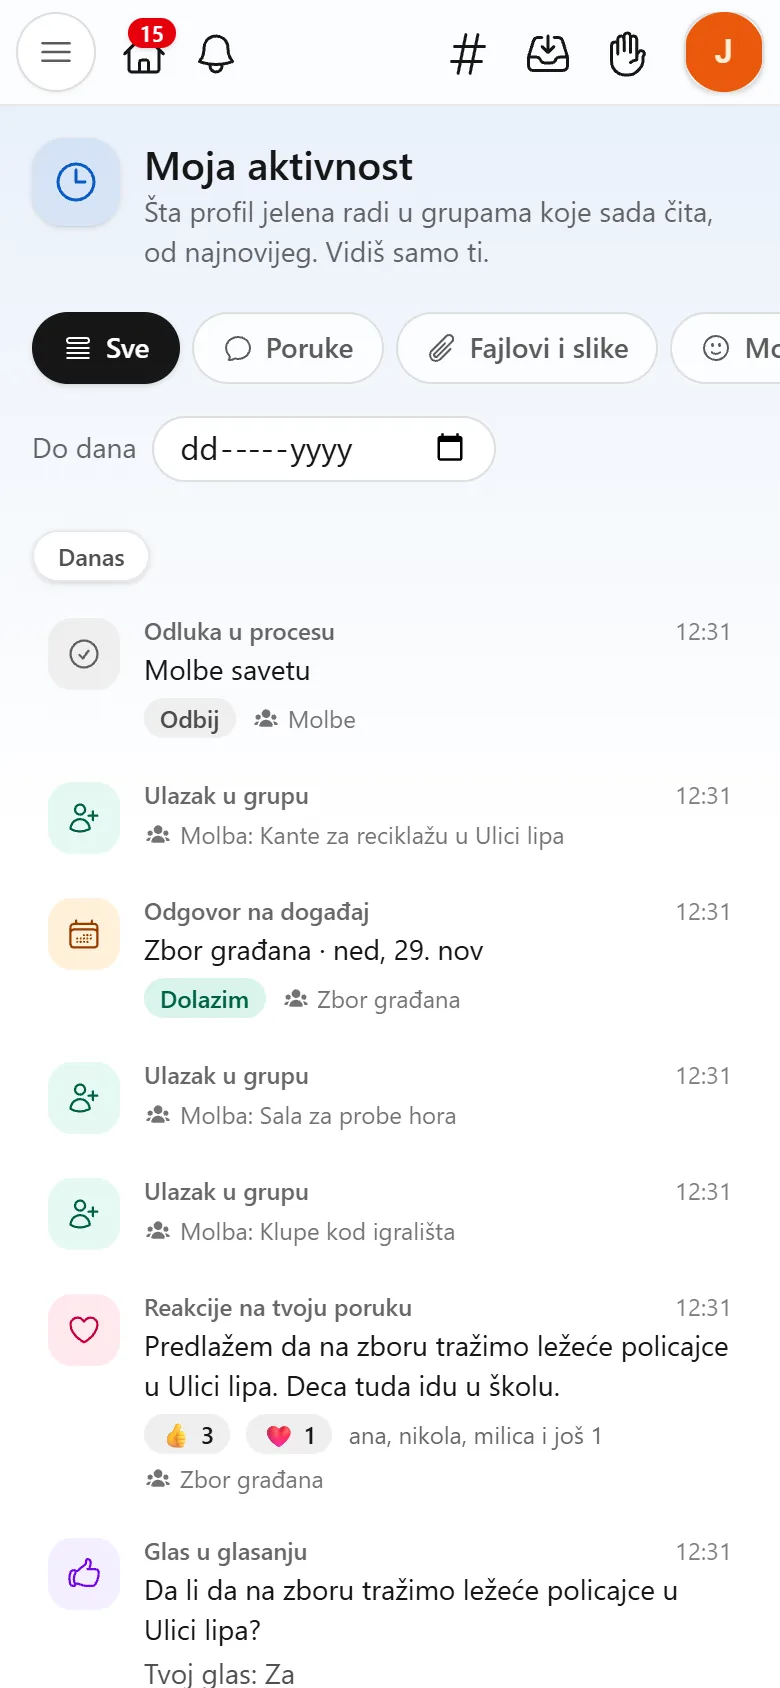 15
J
Moja aktivnost
Šta profil jelena radi u grupama koje sada čita,
od najnovijeg. Vidiš samo ti.
Sve
Poruke
Fajlovi i slike
Mo
Do dana
dd-----yyyy
Danas
Odluka u procesu
12:31
Molbe savetu
Odbij
Molbe
Ulazak u grupu
12:31
Molba: Kante za reciklažu u Ulici lipa
Odgovor na događaj
12:31
Zbor građana · ned, 29. nov
Dolazim
Zbor građana
Ulazak u grupu
12:31
Molba: Sala za probe hora
Ulazak u grupu
12:31
Molba: Klupe kod igrališta
Reakcije na tvoju poruku
12:31
Predlažem da na zboru tražimo ležeće policajce
u Ulici lipa. Deca tuda idu u školu.
👍 3
❤️ 1
ana, nikola, milica i još 1
Zbor građana
Glas u glasanju
12:31
Da li da na zboru tražimo ležeće policajce u
Ulici lipa?
Tvoj glas: Za